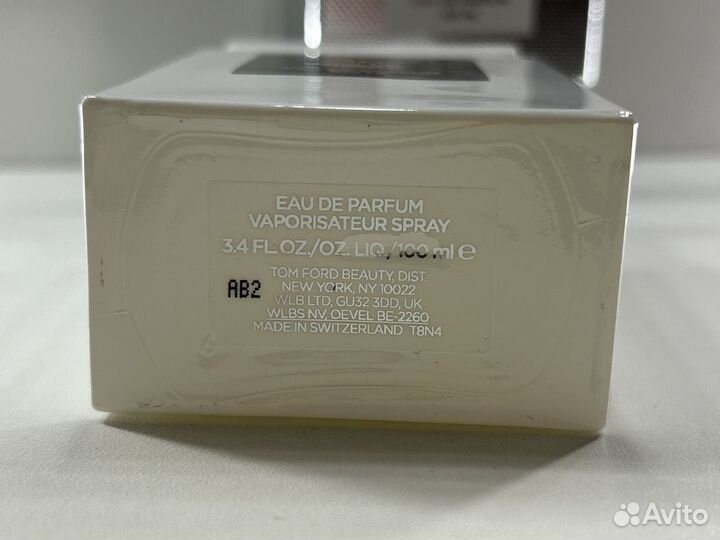 EAU DE PARFUM
VAPORISATEUR SPRAY
3.4 FL OZ./OZ. LIQ./100 ml ℮
TOM FORD BEAUTY, DIST.
NEW YORK, NY 10022
AB2
WLB LTD, GU32 3DD, UK
WLBS NV, OEVEL BE-2260
MADE IN SWITZERLAND T8N4
Avito